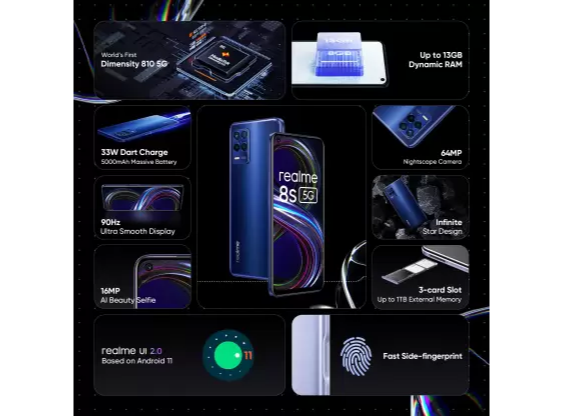 World's First
Dimensity 810 5G
Up to 13GB
Dynamic RAM
33W Dart Charge
5000mAh Massive Battery
64MP
Nightscape Camera
realme
8s 5G
realme
90Hz
Ultra Smooth Display
Infinite
Star Design
16MP
AI Beauty Selfie
3-card Slot
Up to 1TB External Memory
realme UI 2.0
Based on Android 11
11
Fast Side-fingerprint